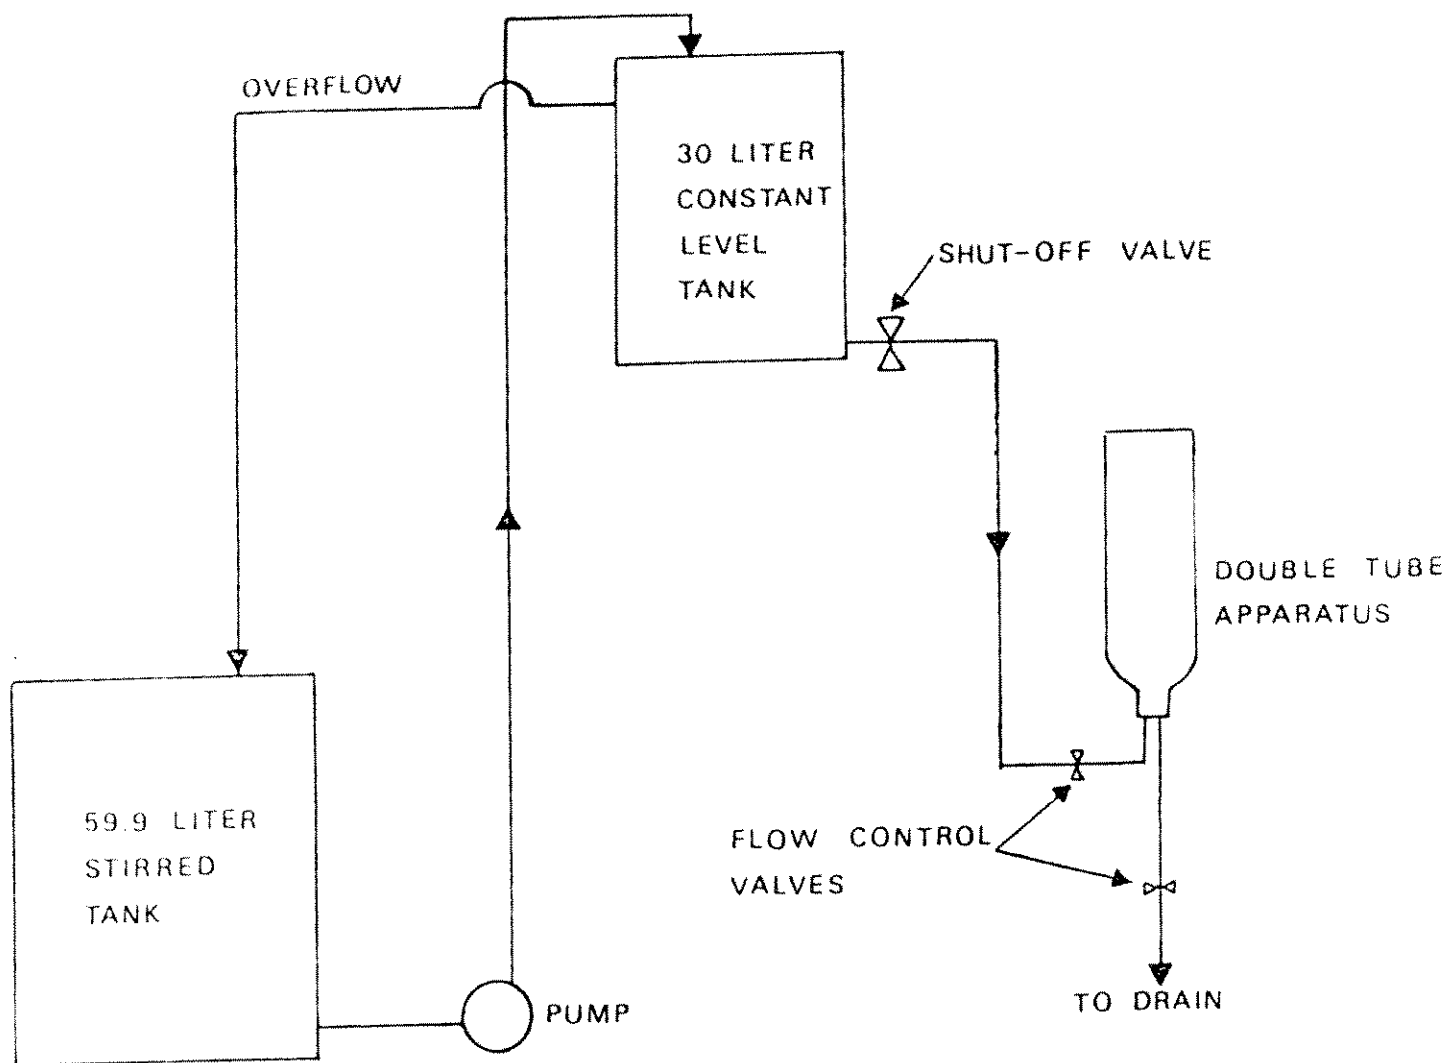 OVERFLOW
30 LITER
CONSTANT
LEVEL
TANK
SHUT-OFF VALVE
DOUBLE TUBE
APPARATUS
59.9 LITER
STIRRED
TANK
FLOW CONTROL
VALVES
PUMP
TO DRAIN